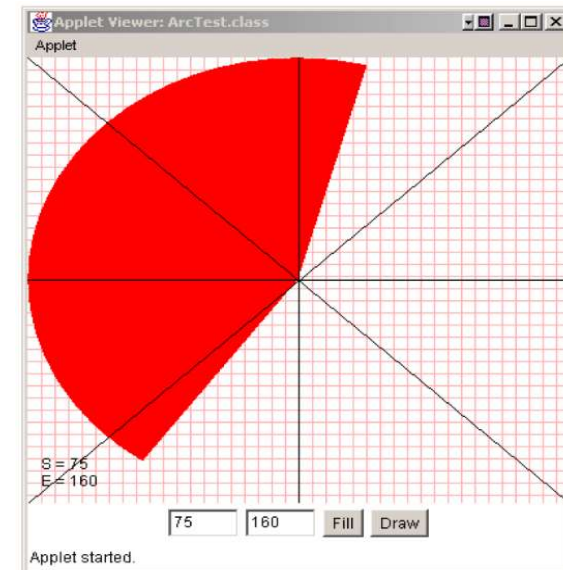 Applet Viewer: ArcTest.class
Applet
S = 75
E = 160
75 160 Fill Draw
Applet started.